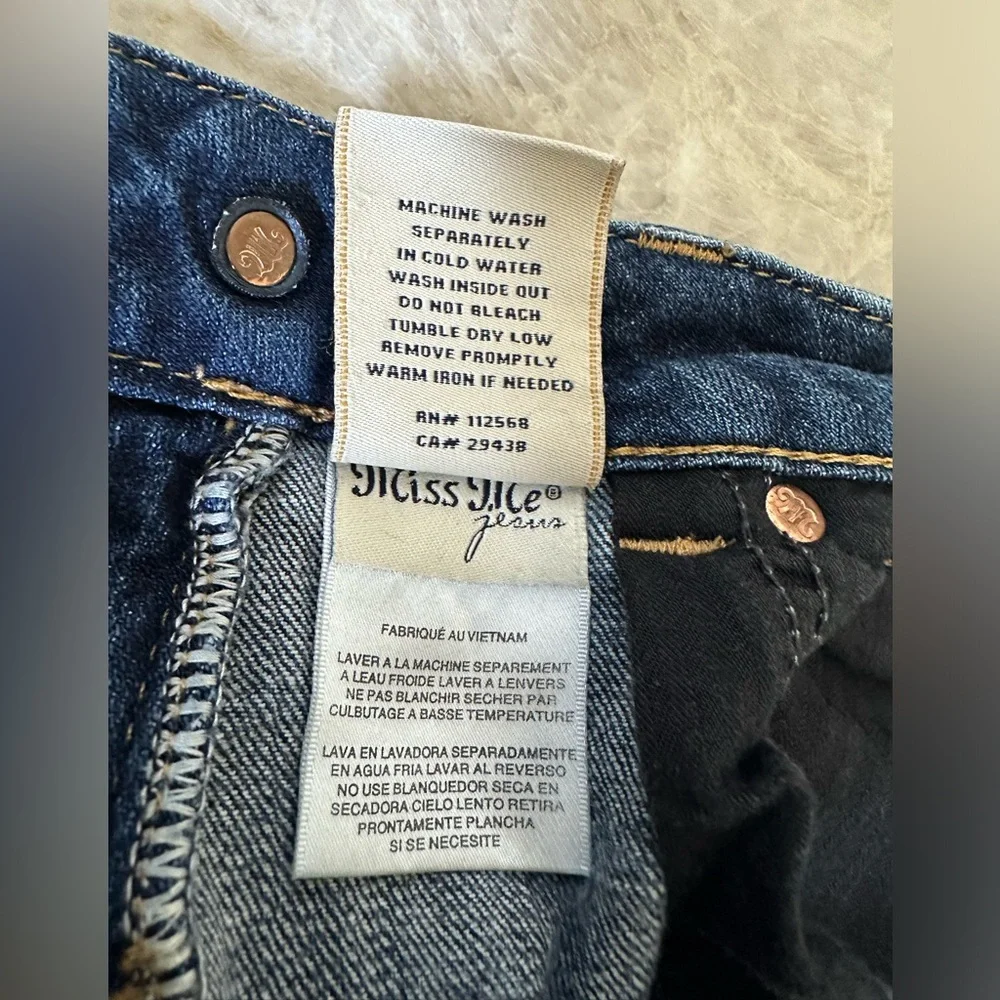 MACHINE WASH
SEPARATELY
IN COLD WATER
WASH INSIDE OUT
DO NOT BLEACH
TUMBLE DRY LOW
REMOVE PROMPTLY
WARM IRON IF NEEDED
RN# 112568
CA# 29438
Miss Me®
jeans
FABRIQUÉ AU VIETNAM
LAVER A LA MACHINE SEPAREMENT
A LEAU FROIDE LAVER A LENVERS
NE PAS BLANCHIR SECHER PAR
CULBUTAGE A BASSE TEMPERATURE
LAVA EN LAVADORA SEPARADAMENTE
EN AGUA FRIA LAVAR AL REVERSO
NO USE BLANQUEDOR SECA EN
SECADORA CIELO LENTO RETIRA
PRONTAMENTE PLANCHA
SI SE NECESITE